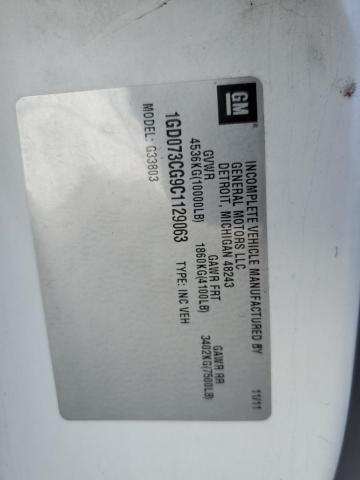 GM ®
INCOMPLETE VEHICLE MANUFACTURED BY
GENERAL MOTORS LLC
DETROIT, MICHIGAN 48243
11/11
GVWR GAWR FRT GAWR RR
4536KG(10000LB) 1860KG(4100LB) 3402KG(7500LB)
1GD073CG9C1129063 TYPE: INC VEH
MODEL: G33803